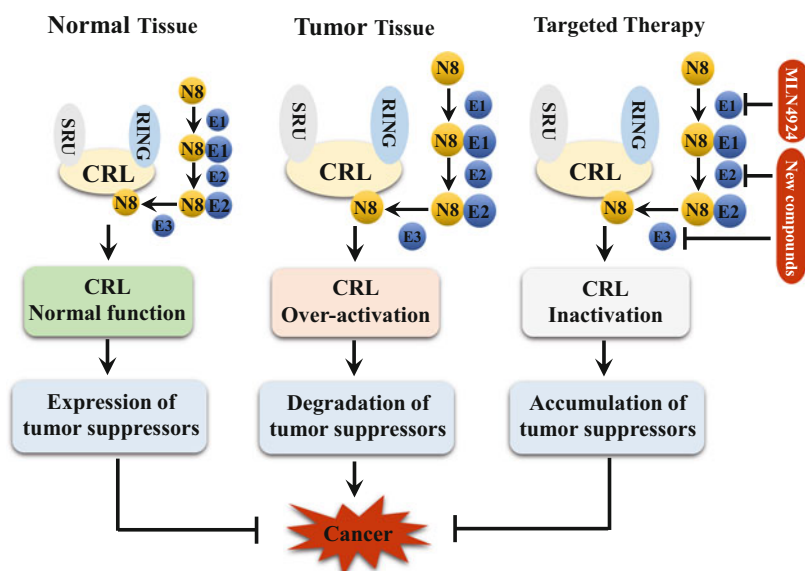 Normal Tissue
N8
E1
N8 E1
E2
N8 E2
E3
N8
SRU
RING
CRL
CRL
Normal function
Expression of
tumor suppressors
Tumor Tissue
N8
E1
N8 E1
E2
N8 E2
E3
N8
SRU
RING
CRL
CRL
Over-activation
Degradation of
tumor suppressors
Targeted Therapy
N8
E1
N8 E1
E2
N8 E2
E3
N8
SRU
RING
CRL
MLN4924
New compounds
CRL
Inactivation
Accumulation of
tumor suppressors
Cancer